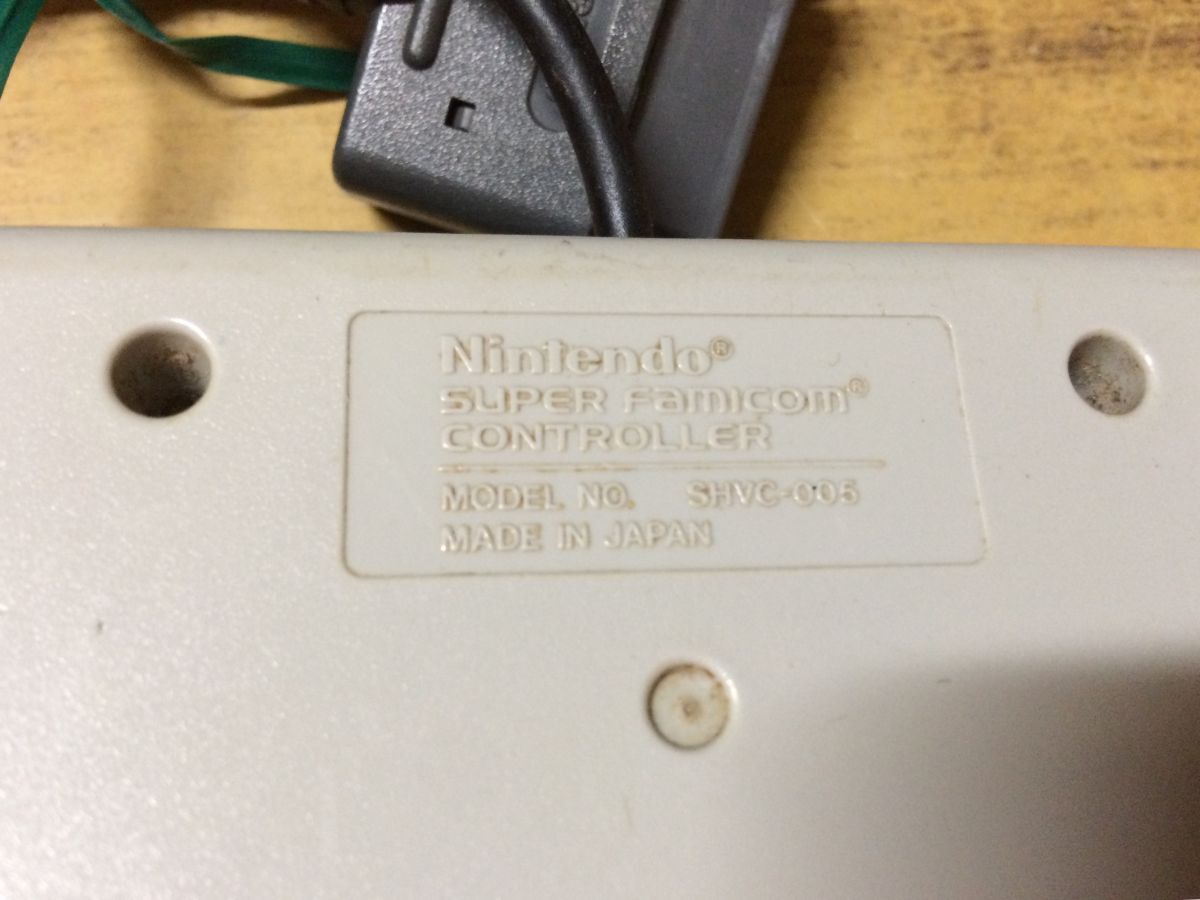 Nintendo®
SUPER Famicom®
CONTROLLER
MODEL NO. SHVC-005
MADE IN JAPAN